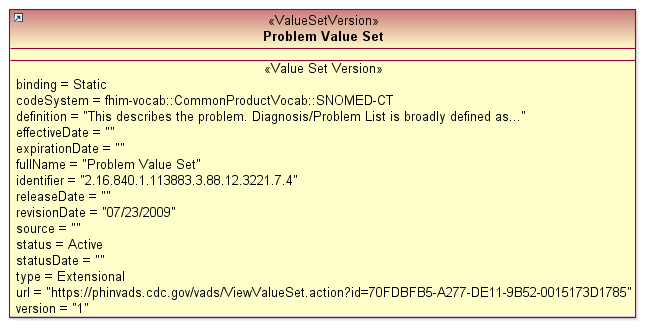 «ValueSetVersion»
Problem Value Set
«Value Set Version»
binding = Static
codeSystem = fhim-vocab::CommonProductVocab::SNOMED-CT
definition = "This describes the problem. Diagnosis/Problem List is broadly defined as..."
effectiveDate = ""
expirationDate = ""
fullName = "Problem Value Set"
identifier = "2.16.840.1.113883.3.88.12.3221.7.4"
releaseDate = ""
revisionDate = "07/23/2009"
source = ""
status = Active
statusDate = ""
type = Extensional
url = "https://phinvads.cdc.gov/vads/ViewValueSet.action?id=70FDBFB5-A277-DE11-9B52-0015173D1785"
version = "1"